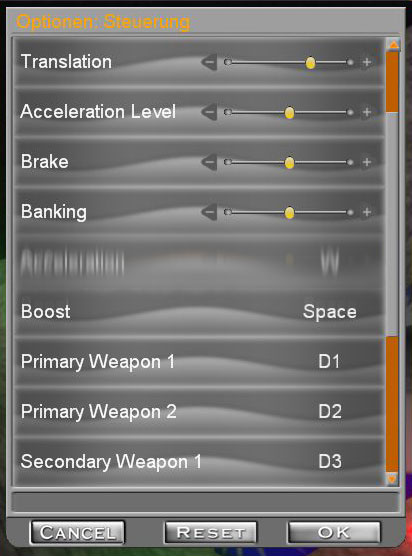 Optionen: Steuerung
Translation
Acceleration Level
Brake
Banking
Acceleration W
Boost Space
Primary Weapon 1 D1
Primary Weapon 2 D2
Secondary Weapon 1 D3
CANCEL RESET OK